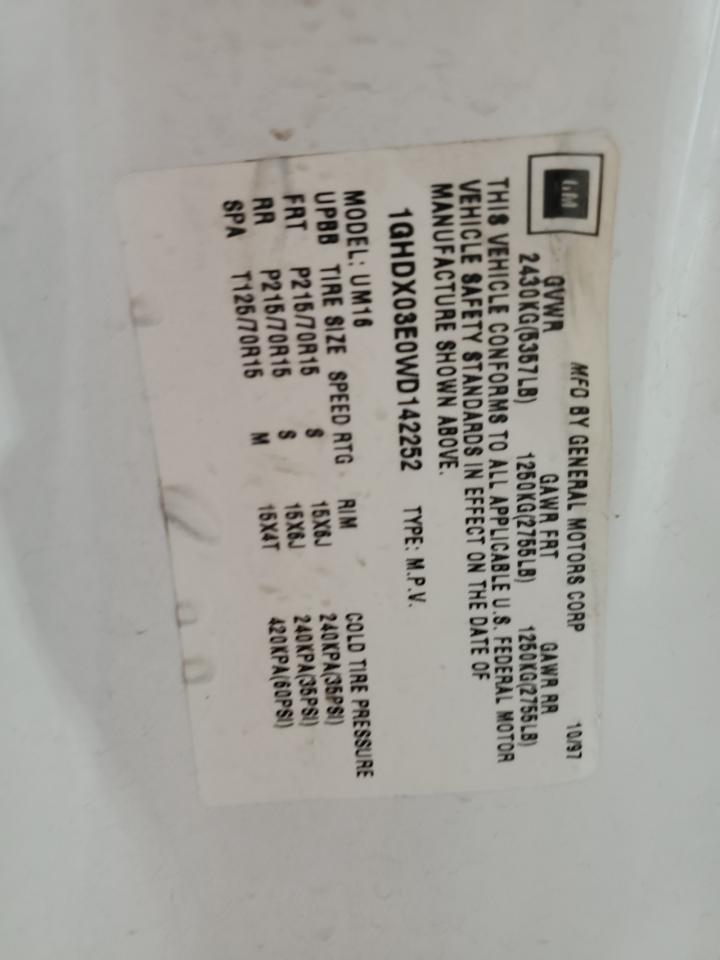 GM
MFD BY GENERAL MOTORS CORP 10/97
GVWR GAWR FRT GAWR RR
2430KG(5357LB) 1250KG(2755LB) 1250KG(2755LB)
THIS VEHICLE CONFORMS TO ALL APPLICABLE U.S. FEDERAL MOTOR
VEHICLE SAFETY STANDARDS IN EFFECT ON THE DATE OF
MANUFACTURE SHOWN ABOVE.
1GHDX03E0WD142252 TYPE: M.P.V.
MODEL: UM16
UPBB TIRE SIZE SPEED RTG RIM COLD TIRE PRESSURE
FRT P215/70R15 S 15X6J 240KPA(35PSI)
RR P215/70R15 S 15X6J 240KPA(35PSI)
SPA T125/70R15 M 15X4T 420KPA(60PSI)